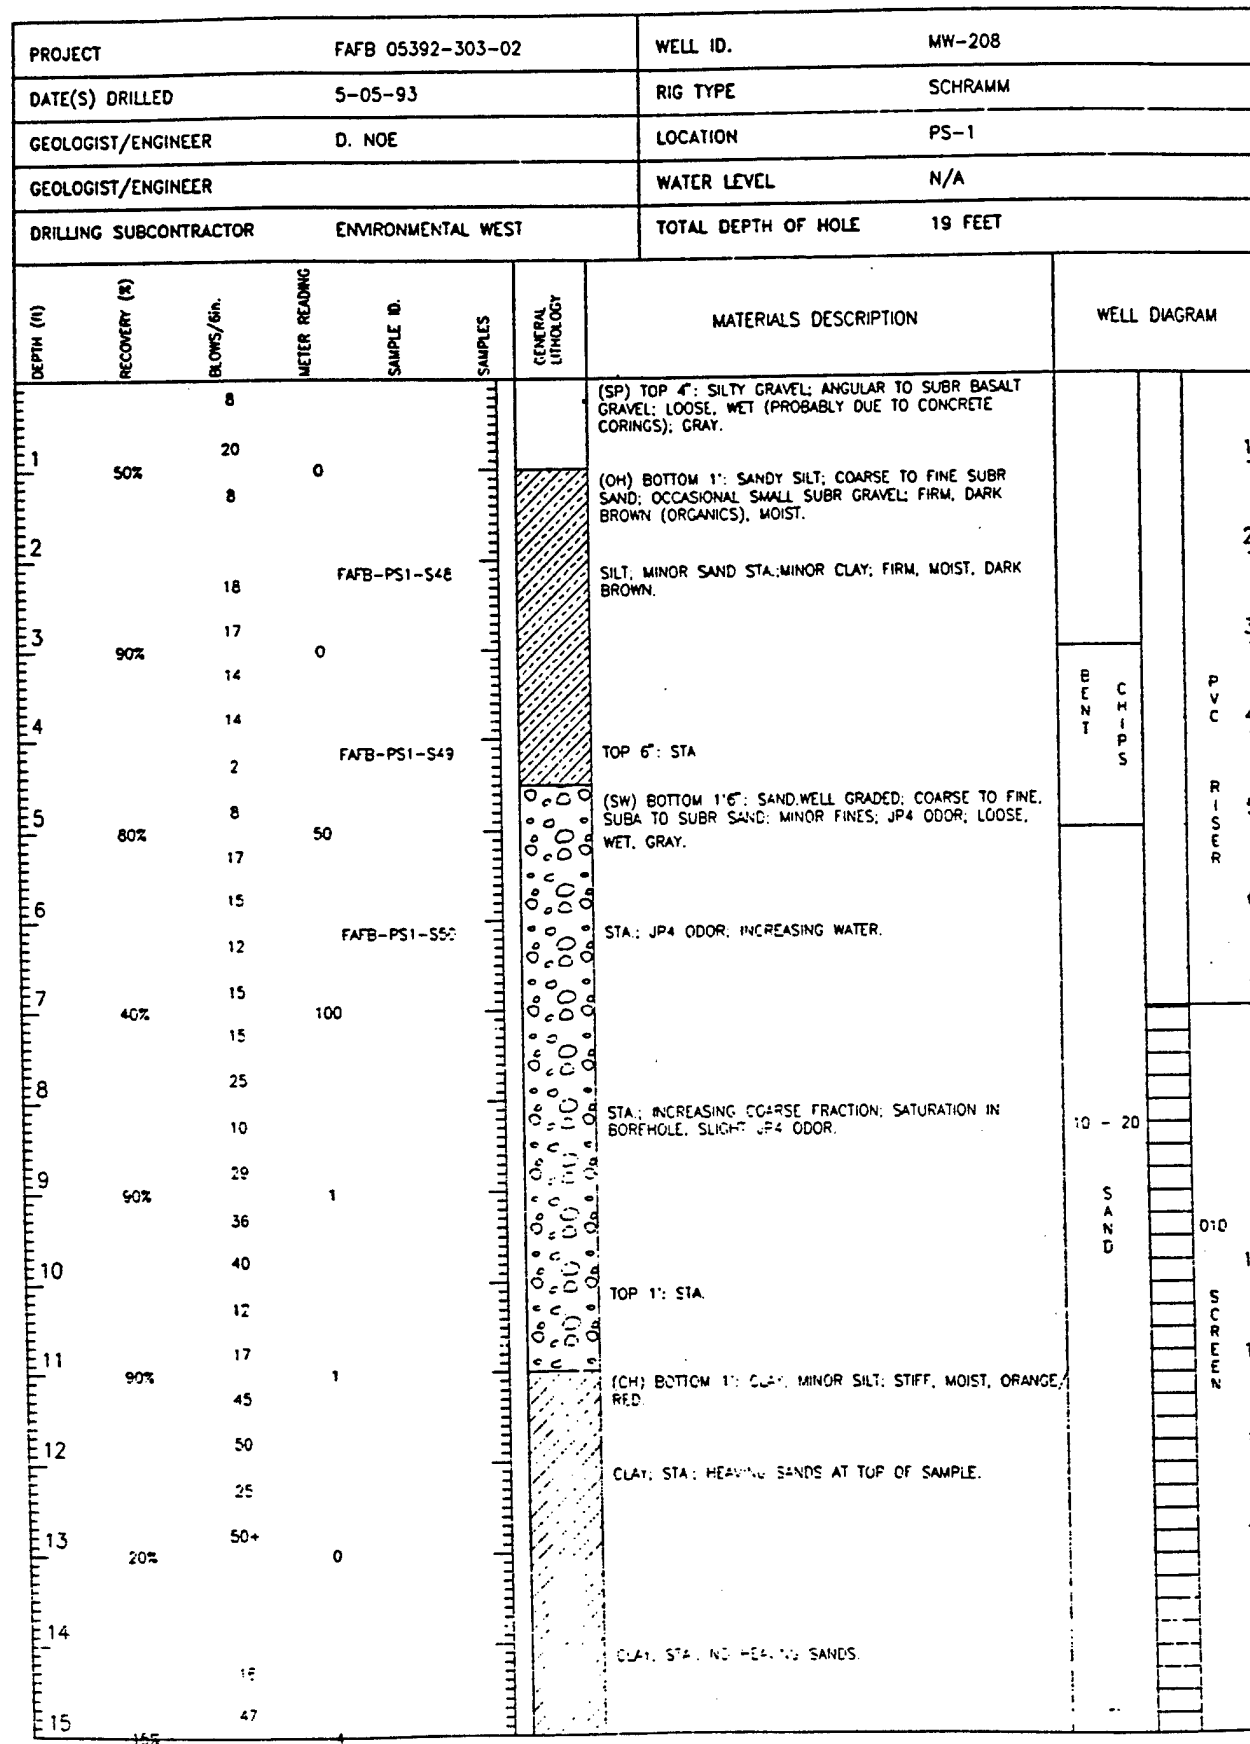 PROJECT FAFB 05392-303-02 WELL ID. MW-208
DATE(S) DRILLED 5-05-93 RIG TYPE SCHRAMM
GEOLOGIST/ENGINEER D. NOE LOCATION PS-1
GEOLOGIST/ENGINEER WATER LEVEL N/A
DRILLING SUBCONTRACTOR ENVIRONMENTAL WEST TOTAL DEPTH OF HOLE 19 FEET
DEPTH (ft) RECOVERY (%) BLOWS/6in. METER READING SAMPLE ID. SAMPLES GENERAL LITHOLOGY MATERIALS DESCRIPTION WELL DIAGRAM
(SP) TOP 4": SILTY GRAVEL; ANGULAR TO SUBR BASALT
8
GRAVEL; LOOSE, WET (PROBABLY DUE TO CONCRETE
CORINGS); GRAY.
1 20
50% 0
(OH) BOTTOM 1': SANDY SILT; COARSE TO FINE SUBR
8 SAND; OCCASIONAL SMALL SUBR GRAVEL; FIRM, DARK
BROWN (ORGANICS), MOIST.
2
FAFB-PS1-S48 SILT; MINOR SAND STA.;MINOR CLAY; FIRM, MOIST, DARK
18 BROWN.
3 17
90% 0
14
BENT CHIPS
PVC RISER
4 14
2 FAFB-PS1-S49 TOP 6": STA
(SW) BOTTOM 1'6": SAND,WELL GRADED; COARSE TO FINE,
5 8 SUBA TO SUBR SAND; MINOR FINES; JP4 ODOR; LOOSE,
80% 50 WET, GRAY.
17
6 15
12 FAFB-PS1- STA.; JP4 ODOR; INCREASING WATER.
7 15
40% 100
15
8 25
STA.; INCREASING COARSE FRACTION; SATURATION IN
10 BOREHOLE, SLIGHT JP4 ODOR. 10 - 20
SAND
9 29
90% 1
36 010
SCREEN
10 40
TOP 1': STA.
12
11 17
90% 1
(CH) BOTTOM 1': CLAY, MINOR SILT; STIFF, MOIST, ORANGE/
45 RED.
12 50
CLAY; STA.; HEAVING SANDS AT TOP OF SAMPLE.
25
13 50+
20% 0
14
CLAY, STA., NO HEAVING SANDS.
15 47